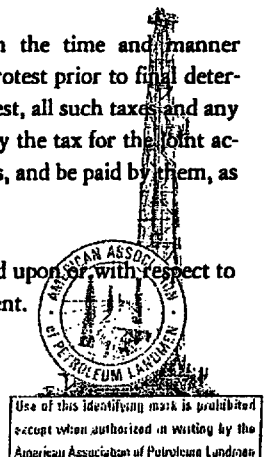 n the time and manner
rotest prior to final deter-
est, all such taxes and any
y the tax for the joint ac-
s, and be paid by them, as
d upon or with respect to
ent.
AMERICAN ASSOCIATION
OF PETROLEUM LANDMEN
Use of this identifying mark is prohibited
except when authorized in writing by the
American Association of Petroleum Landmen